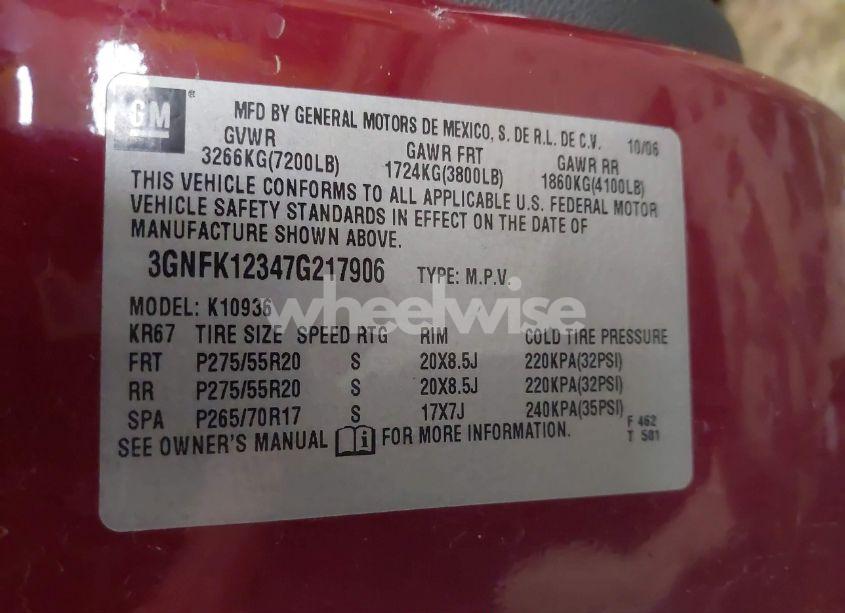 GM ®
MFD BY GENERAL MOTORS DE MEXICO, S. DE R.L. DE C.V. 10/06
GVWR GAWR FRT GAWR RR
3266KG(7200LB) 1724KG(3800LB) 1860KG(4100LB)
THIS VEHICLE CONFORMS TO ALL APPLICABLE U.S. FEDERAL MOTOR
VEHICLE SAFETY STANDARDS IN EFFECT ON THE DATE OF
MANUFACTURE SHOWN ABOVE.
3GNFK12347G217906 TYPE: M.P.V.
wheelwise
MODEL: K10936
KR67 TIRE SIZE SPEED RTG RIM COLD TIRE PRESSURE
FRT P275/55R20 S 20X8.5J 220KPA(32PSI)
RR P275/55R20 S 20X8.5J 220KPA(32PSI)
SPA P265/70R17 S 17X7J 240KPA(35PSI)
F 462
SEE OWNER'S MANUAL i FOR MORE INFORMATION.
T 501